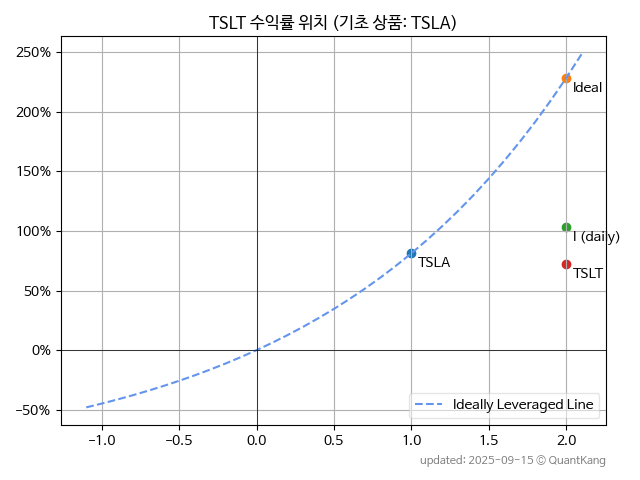 TSLT 수익률 위치 (기초 상품: TSLA)
250%
200%
150%
100%
50%
0%
−50%
Ideal
I (daily)
TSLA
TSLT
Ideally Leveraged Line
−1.0 −0.5 0.0 0.5 1.0 1.5 2.0
updated: 2025-09-15 © QuantKang